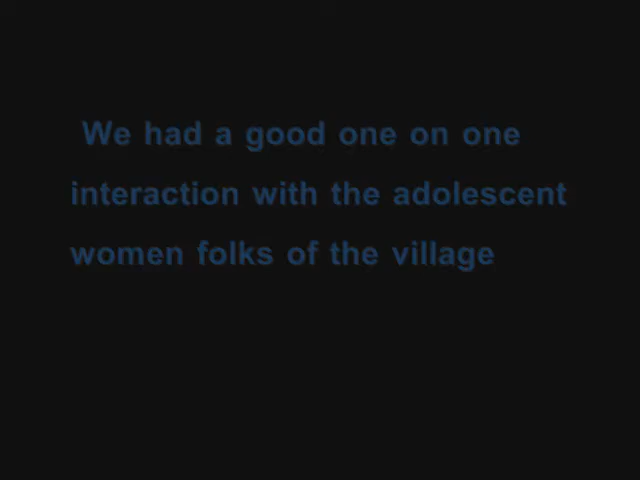 We had a good one on one
interaction with the adolescent
women folks of the village